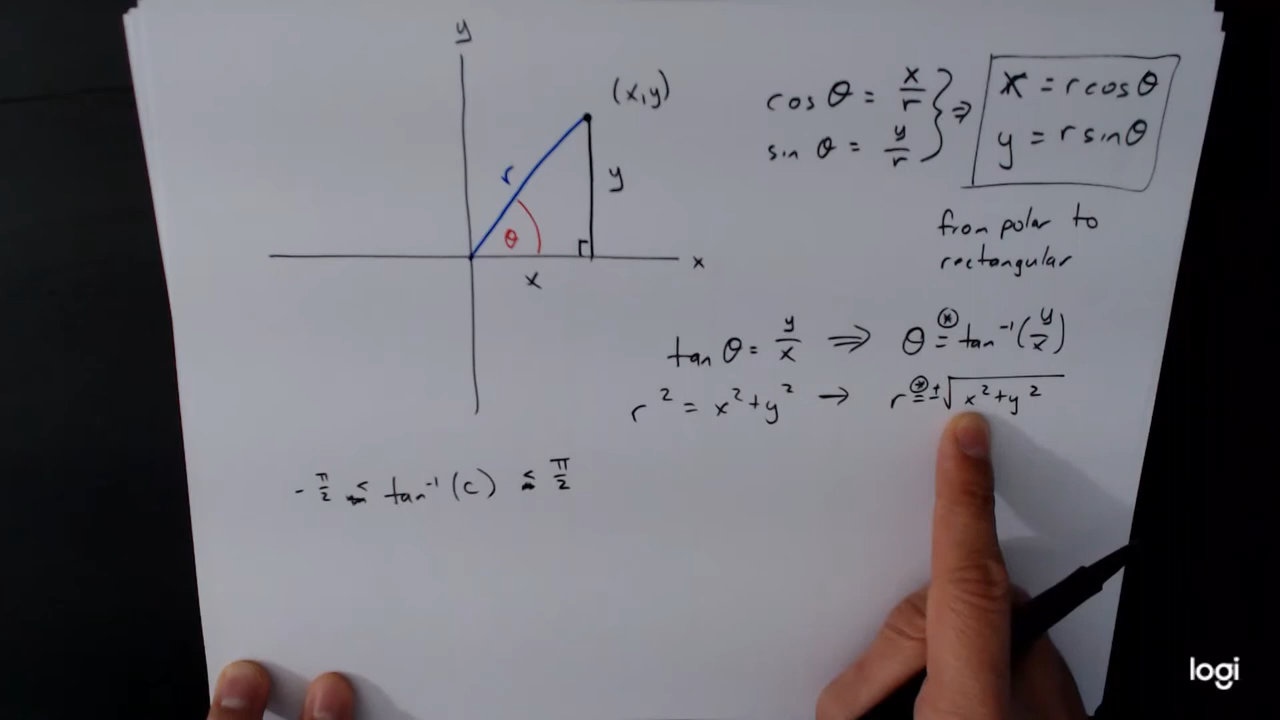 y
(x,y)
r
y
θ
x
x
cos θ = x/r
sin θ = y/r
} ⇒
x = r cos θ
y = r sin θ
from polar to
rectangular
tan θ = y/x ⇒ θ ⊛= tan⁻¹(y/x)
r² = x² + y² → r ⊛= ±√(x² + y²)
-π/2 ≤ tan⁻¹(c) ≤ π/2
logi